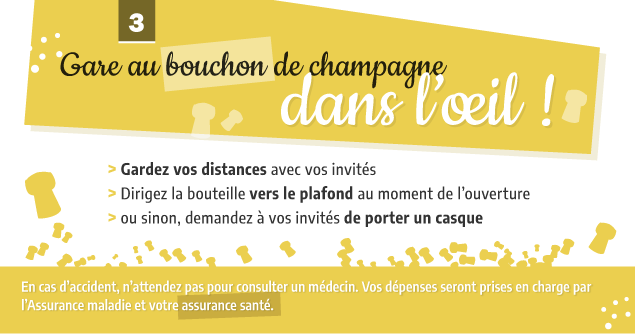 3
Gare au bouchon de champagne
dans l'œil !
> Gardez vos distances avec vos invités
> Dirigez la bouteille vers le plafond au moment de l'ouverture
> ou sinon, demandez à vos invités de porter un casque
En cas d'accident, n'attendez pas pour consulter un médecin. Vos dépenses seront prises en charge par
l'Assurance maladie et votre assurance santé.